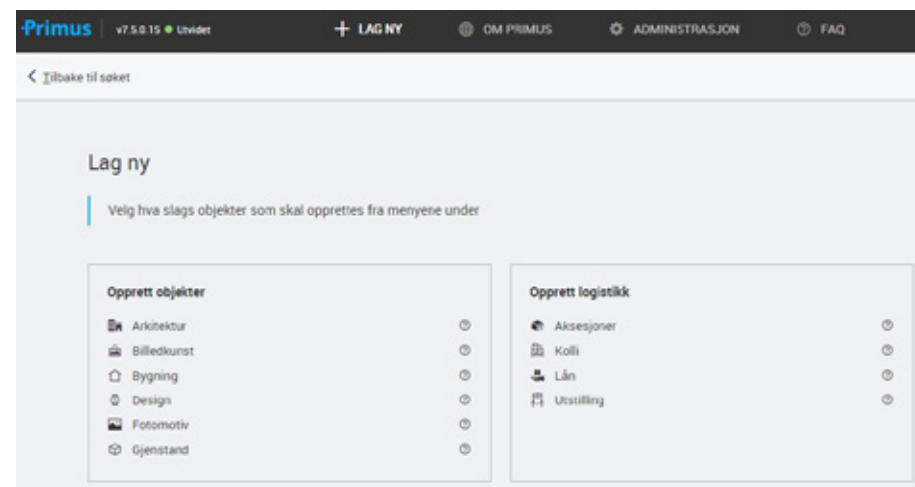 Primus v7.5.0.15 Utvidet LAG NY OM PRIMUS ADMINISTRASJON FAQ
Tilbake til søket
Lag ny
Velg hva slags objekter som skal opprettes fra menyene under
Opprett objekter
Arkitektur
Billedkunst
Bygning
Design
Fotomotiv
Gjenstand
Opprett logistikk
Aksesjoner
Kolli
Lån
Utstilling